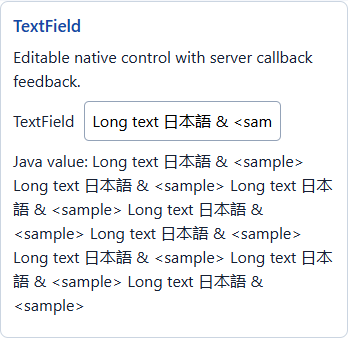 TextField
Editable native control with server callback
feedback.
TextField Long text 日本語 & <sam
Java value: Long text 日本語 & <sample>
Long text 日本語 & <sample> Long text 日本
語 & <sample> Long text 日本語 &
<sample> Long text 日本語 & <sample>
Long text 日本語 & <sample> Long text 日本
語 & <sample> Long text 日本語 &
<sample>